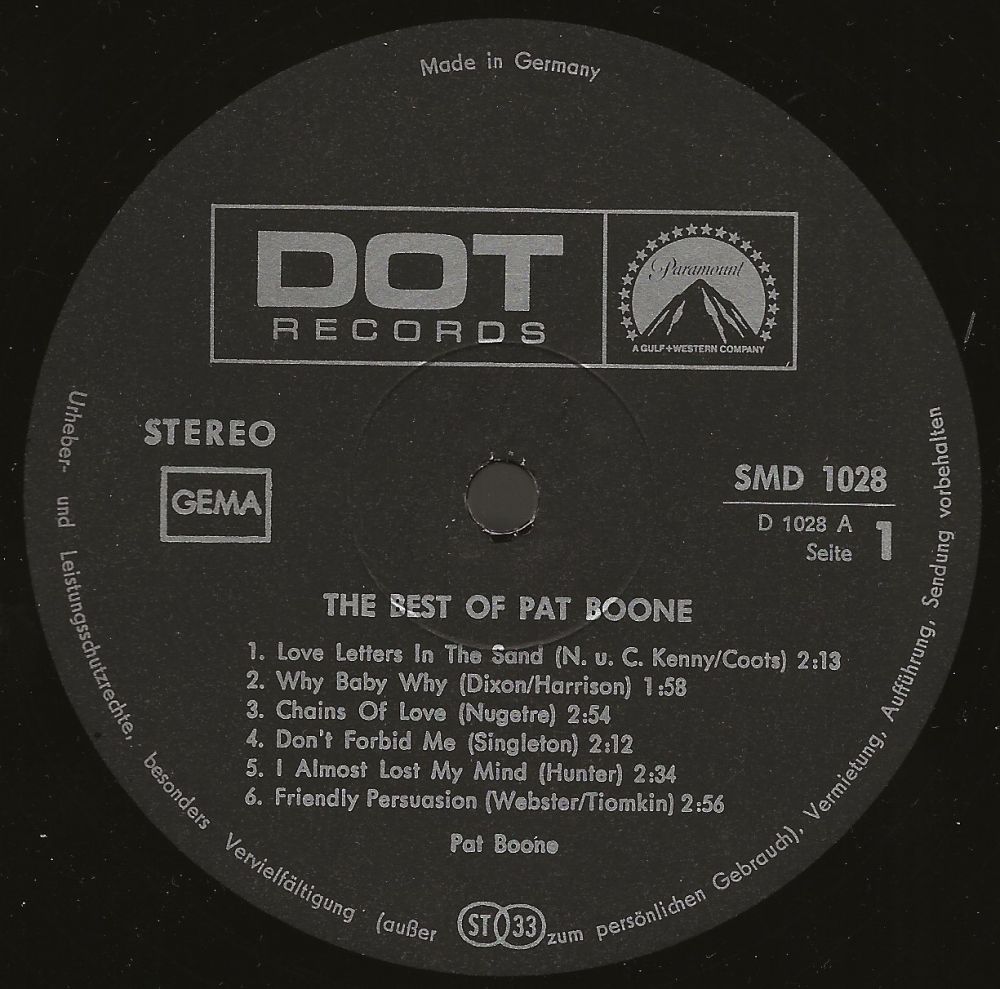 Made in Germany
DOT
RECORDS
Paramount
A GULF+WESTERN COMPANY
STEREO
GEMA
SMD 1028
D 1028 A
Seite 1
THE BEST OF PAT BOONE
1. Love Letters In The Sand (N. u. C. Kenny/Coots) 2:13
2. Why Baby Why (Dixon/Harrison) 1:58
3. Chains Of Love (Nugetre) 2:54
4. Don't Forbid Me (Singleton) 2:12
5. I Almost Lost My Mind (Hunter) 2:34
6. Friendly Persuasion (Webster/Tiomkin) 2:56
Pat Boone
Urheber- und Leistungsschutzrechte, besonders Vervielfältigung (außer zum persönlichen Gebrauch), Vermietung, Aufführung, Sendung vorbehalten
ST 33